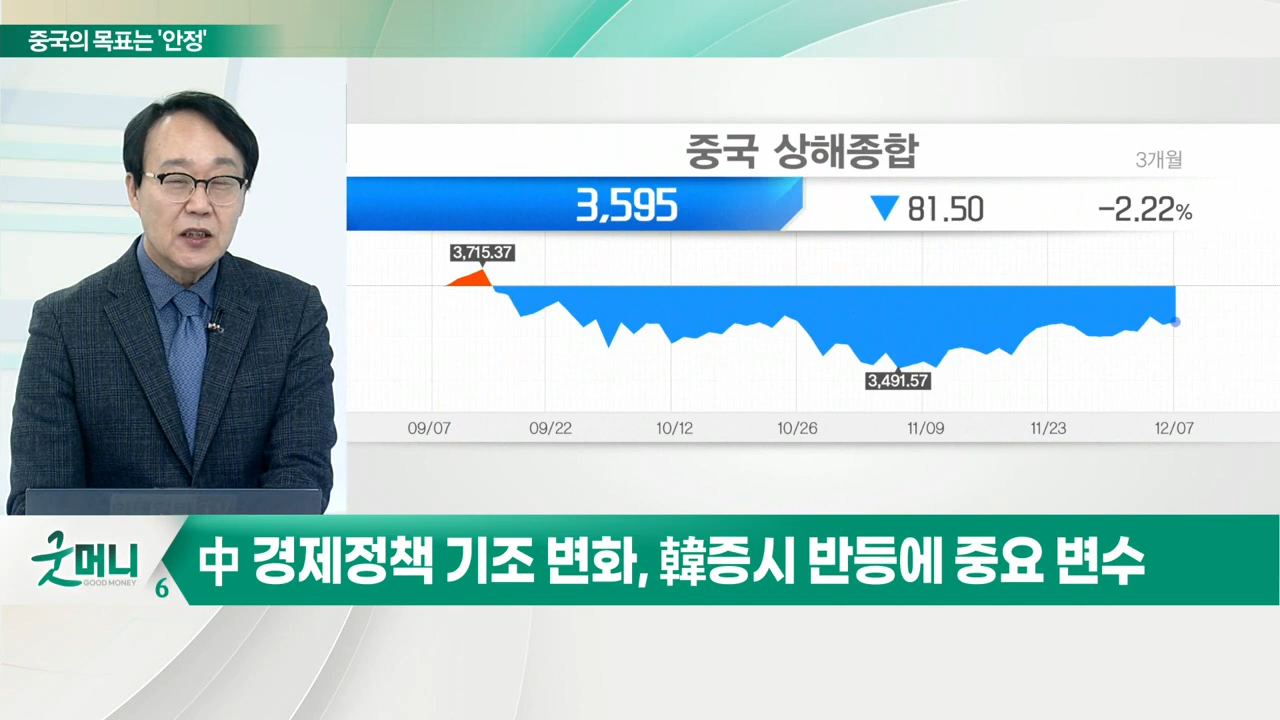 중국의 목표는 '안정'
중국 상해종합
3개월
3,595
▼ 81.50
-2.22%
3,715.37
3,491.57
09/07 09/22 10/12 10/26 11/09 11/23 12/07
굿머니
GOOD MONEY
6
中 경제정책 기조 변화, 韓증시 반등에 중요 변수